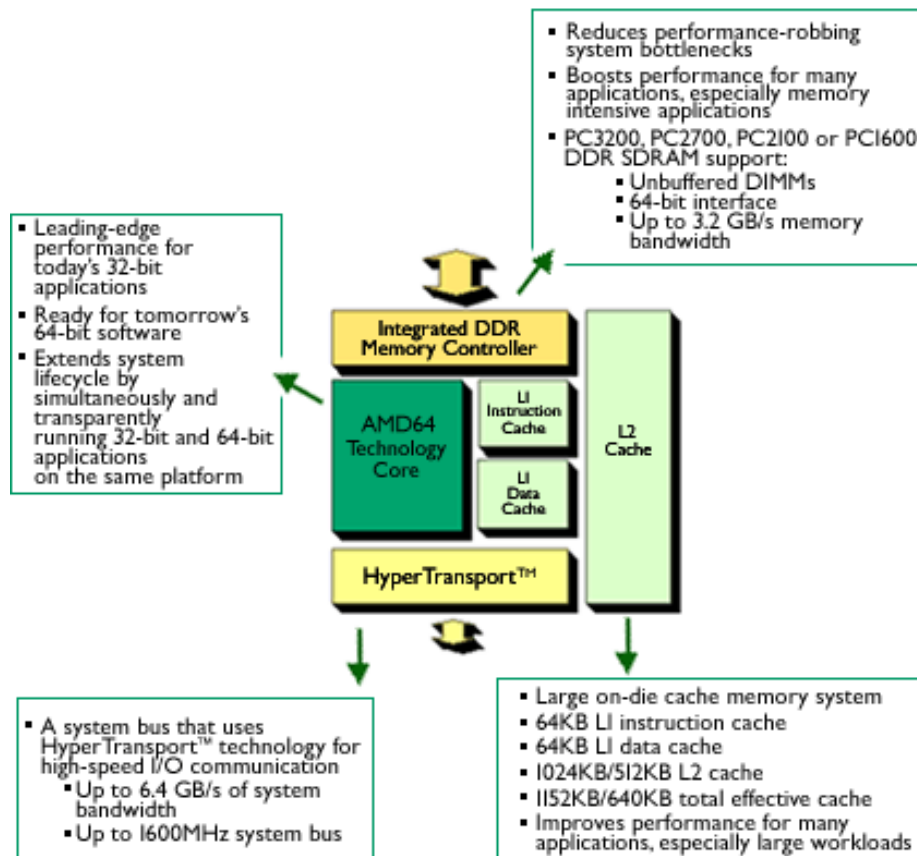 ▪ Reduces performance-robbing
system bottlenecks
▪ Boosts performance for many
applications, especially memory
intensive applications
▪ PC3200, PC2700, PC2100 or PC1600
DDR SDRAM support:
▪ Unbuffered DIMMs
▪ 64-bit interface
▪ Up to 3.2 GB/s memory
bandwidth
▪ Leading-edge
performance for
today's 32-bit
applications
▪ Ready for tomorrow's
64-bit software
▪ Extends system
lifecycle by
simultaneously and
transparently
running 32-bit and 64-bit
applications
on the same platform
Integrated DDR
Memory Controller
AMD64
Technology
Core
L1
Instruction
Cache
L1
Data
Cache
L2
Cache
HyperTransport™
▪ A system bus that uses
HyperTransport™ technology for
high-speed I/O communication
▪ Up to 6.4 GB/s of system
bandwidth
▪ Up to 1600MHz system bus
▪ Large on-die cache memory system
▪ 64KB L1 instruction cache
▪ 64KB L1 data cache
▪ 1024KB/512KB L2 cache
▪ 1152KB/640KB total effective cache
▪ Improves performance for many
applications, especially large workloads